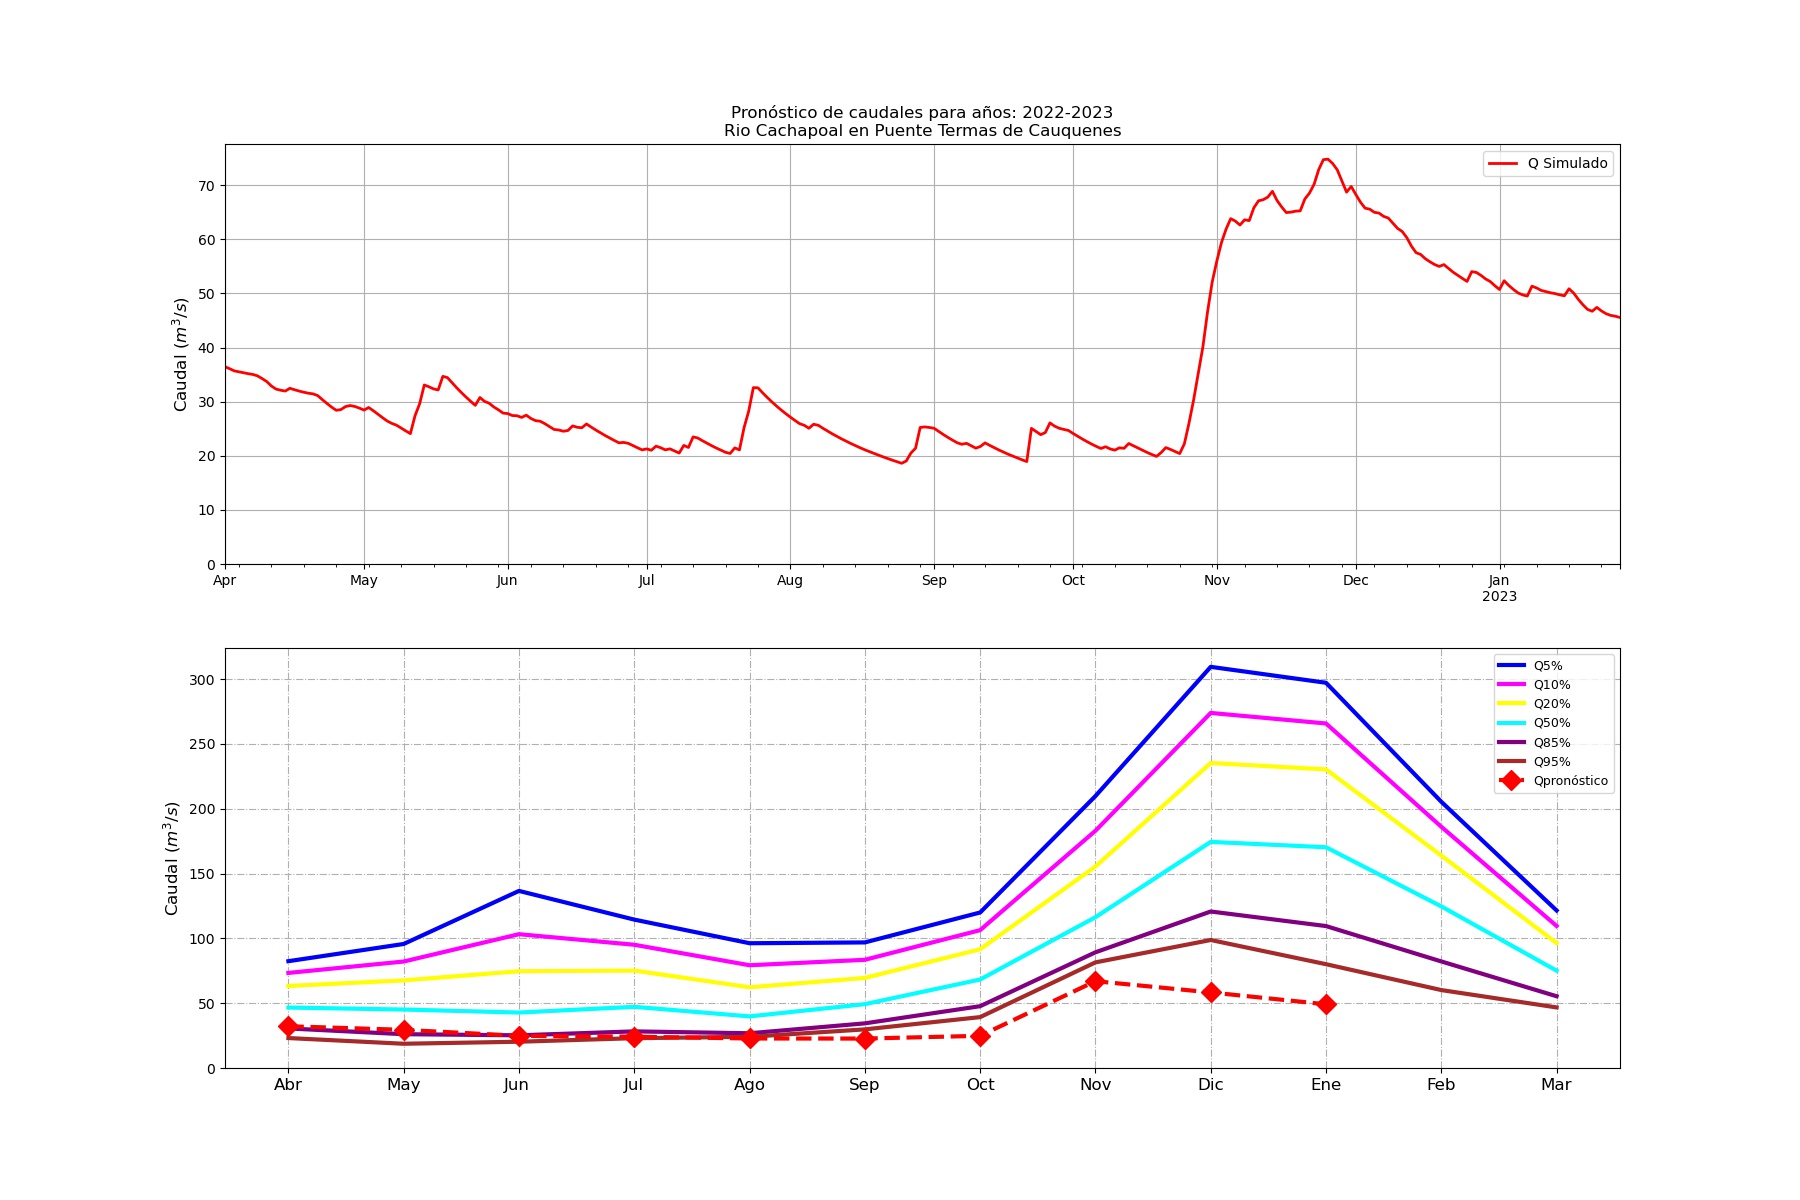 Pronóstico de caudales para años: 2022-2023
Rio Cachapoal en Puente Termas de Cauquenes
Q Simulado
Caudal (m³/s)
70
60
50
40
30
20
10
0
Apr May Jun Jul Aug Sep Oct Nov Dec Jan
2023
Q5%
Q10%
Q20%
Q50%
Q85%
Q95%
Qpronóstico
Caudal (m³/s)
300
250
200
150
100
50
0
Abr May Jun Jul Ago Sep Oct Nov Dic Ene Feb Mar